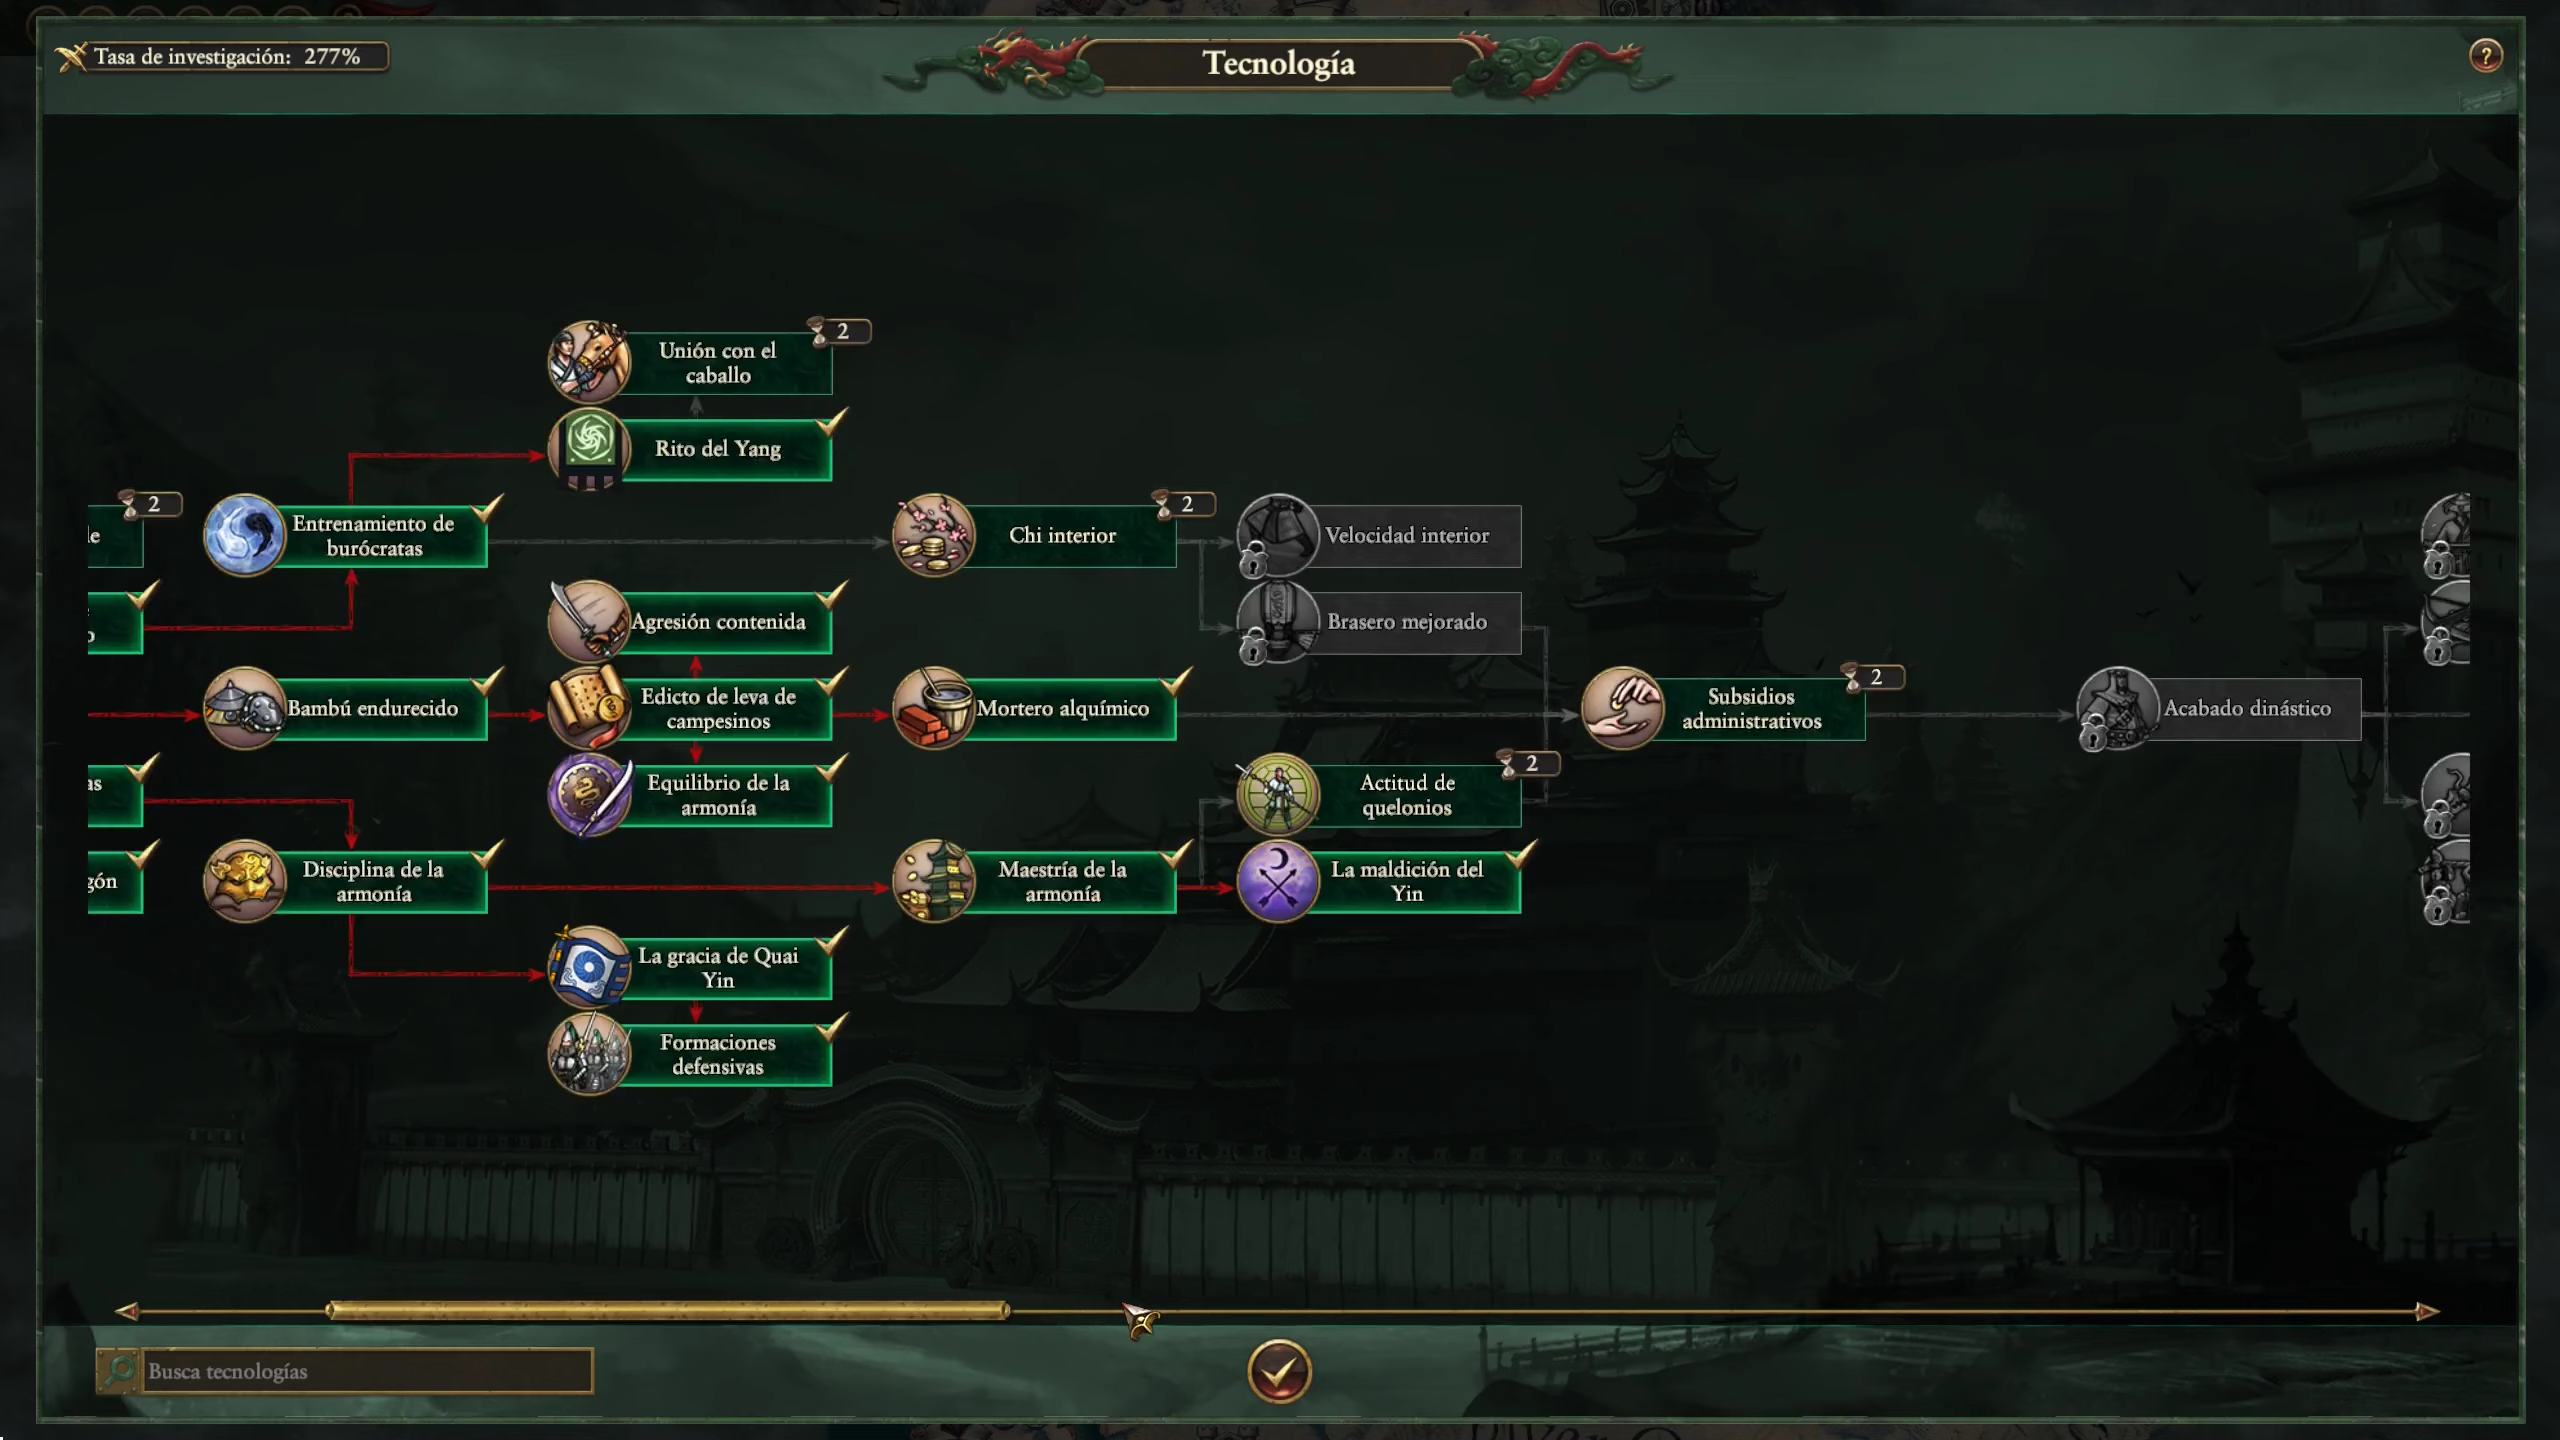 Tasa de investigación: 277%
Tecnología
?
Unión con el
caballo
2
Rito del Yang
2
Entrenamiento de
burócratas
Chi interior
2
Velocidad interior
Agresión contenida
Brasero mejorado
Bambú endurecido
Edicto de leva de
campesinos
Mortero alquímico
Subsidios
administrativos
2
Acabado dinástico
Equilibrio de la
armonía
Actitud de
quelonios
2
Disciplina de la
armonía
Maestría de la
armonía
La maldición del
Yin
La gracia de Quai
Yin
Formaciones
defensivas
Busca tecnologías